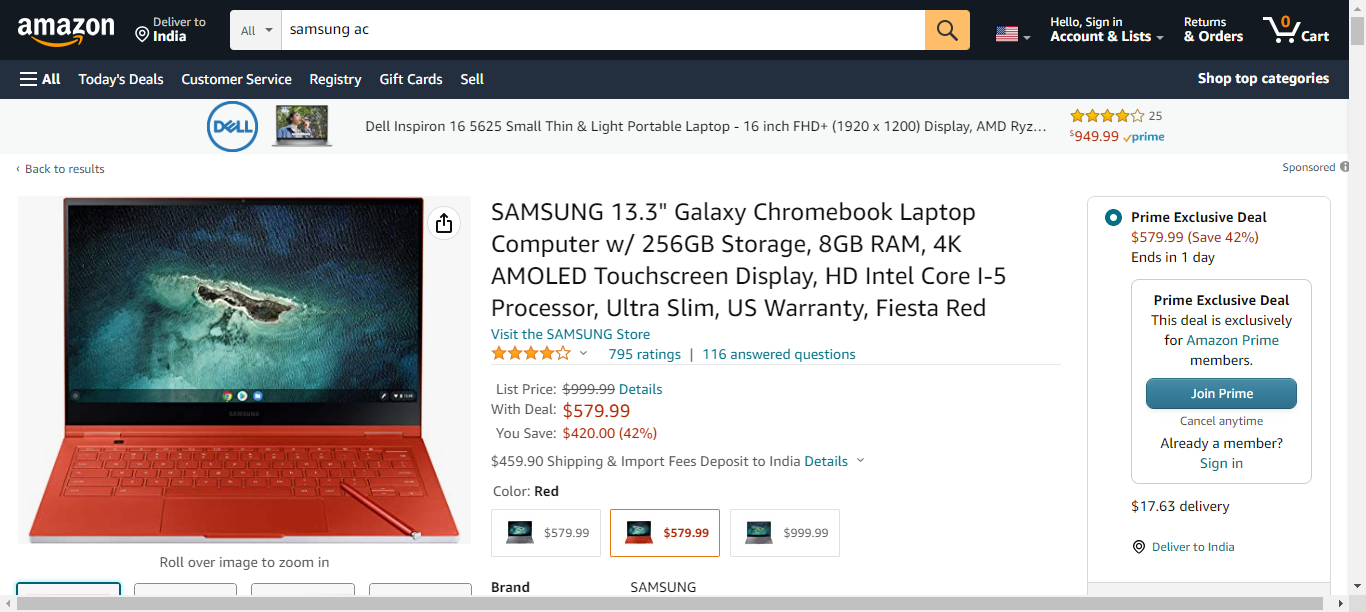 amazon
Deliver to
India
All
samsung ac
Hello, Sign in
Account & Lists
Returns
& Orders
0
Cart
All
Today's Deals
Customer Service
Registry
Gift Cards
Sell
Shop top categories
DELL
Dell Inspiron 16 5625 Small Thin & Light Portable Laptop - 16 inch FHD+ (1920 x 1200) Display, AMD Ryz...
25
$949.99 prime
‹ Back to results
Sponsored
SAMSUNG 13.3" Galaxy Chromebook Laptop
Computer w/ 256GB Storage, 8GB RAM, 4K
AMOLED Touchscreen Display, HD Intel Core I-5
Processor, Ultra Slim, US Warranty, Fiesta Red
Visit the SAMSUNG Store
795 ratings | 116 answered questions
List Price: $999.99 Details
With Deal: $579.99
You Save: $420.00 (42%)
$459.90 Shipping & Import Fees Deposit to India Details
Color: Red
$579.99
$579.99
$999.99
Brand SAMSUNG
SAMSUNG
Roll over image to zoom in
Prime Exclusive Deal
$579.99 (Save 42%)
Ends in 1 day
Prime Exclusive Deal
This deal is exclusively
for Amazon Prime
members.
Join Prime
Cancel anytime
Already a member?
Sign in
$17.63 delivery
Deliver to India